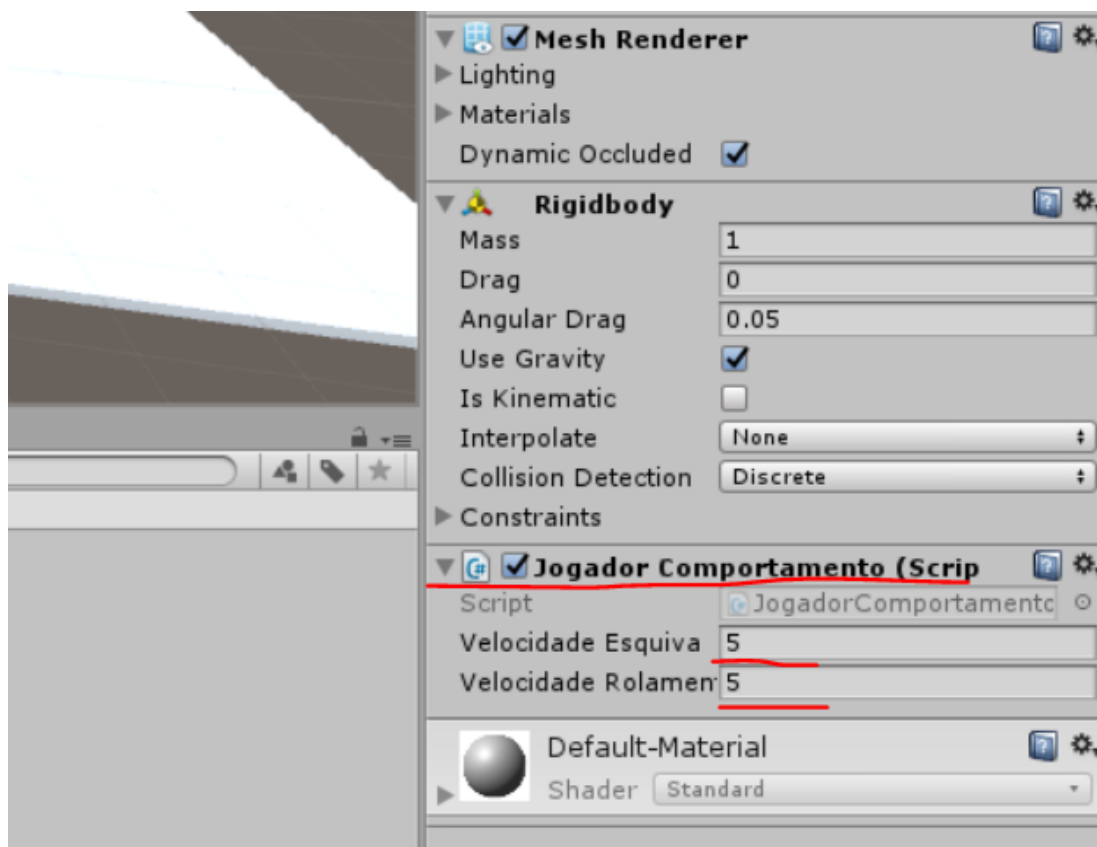 Mesh Renderer
Lighting
Materials
Dynamic Occluded
Rigidbody
Mass 1
Drag 0
Angular Drag 0.05
Use Gravity
Is Kinematic
Interpolate None
Collision Detection Discrete
Constraints
Jogador Comportamento (Scrip
Script JogadorComportamento
Velocidade Esquiva 5
Velocidade Rolamen 5
Default-Material
Shader Standard